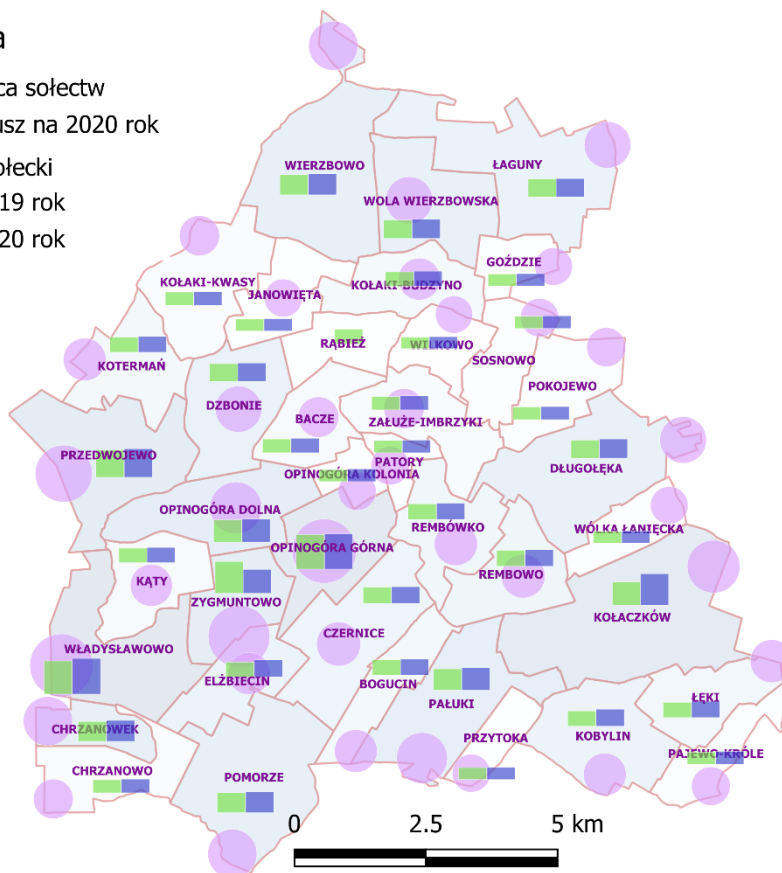 a
ca sołectw
usz na 2020 rok
ołecki
19 rok
20 rok
WIERZBOWO
ŁAGUNY
WOLA WIERZBOWSKA
GOŹDZIE
KOŁAKI-KWASY
KOŁAKI-BUDZYNO
JANOWIĘTA
RĄBIEŻ
WILKOWO
SOSNOWO
KOTERMAŃ
POKOJEWO
DZBONIE
BACZE
ZAŁUŻE-IMBRZYKI
PRZEDWOJEWO
PATORY
DŁUGOŁĘKA
OPINOGÓRA KOLONIA
OPINOGÓRA DOLNA
REMBÓWKO
WÓLKA ŁANIĘCKA
OPINOGÓRA GÓRNA
KĄTY
REMBOWO
ZYGMUNTOWO
KOŁACZKÓW
CZERNICE
WŁADYSŁAWOWO
ELŻBIECIN
BOGUCIN
ŁĘKI
PAŁUKI
CHRZANÓWEK
PRZYTOKA
KOBYLIN
PAJEWO-KRÓLE
CHRZANOWO
POMORZE
0 2.5 5 km